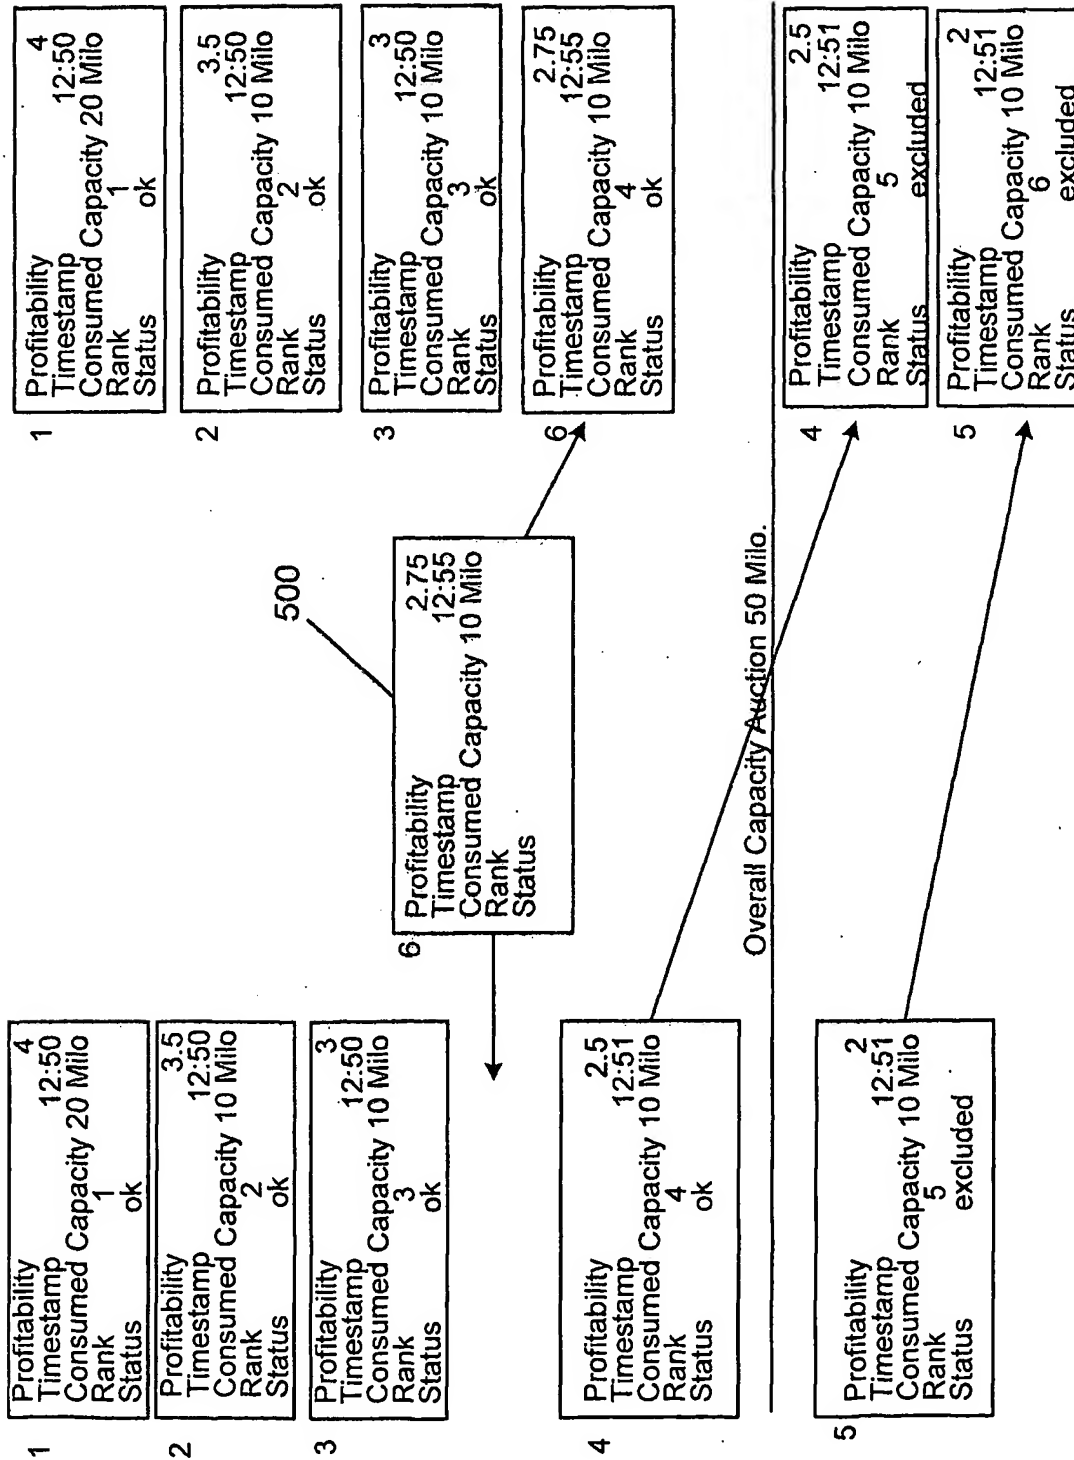 1
Profitability 4
Timestamp 12:50
Consumed Capacity 20 Milo
Rank 1
Status ok
2
Profitability 3.5
Timestamp 12:50
Consumed Capacity 10 Milo
Rank 2
Status ok
3
Profitability 3
Timestamp 12:50
Consumed Capacity 10 Milo
Rank 3
Status ok
4
Profitability 2.5
Timestamp 12:51
Consumed Capacity 10 Milo
Rank 4
Status ok
5
Profitability 2
Timestamp 12:51
Consumed Capacity 10 Milo
Rank 5
Status excluded
500
6
Profitability 2.75
Timestamp 12:55
Consumed Capacity 10 Milo
Rank
Status
Overall Capacity Auction 50 Milo.
1
Profitability 4
Timestamp 12:50
Consumed Capacity 20 Milo
Rank 1
Status ok
2
Profitability 3.5
Timestamp 12:50
Consumed Capacity 10 Milo
Rank 2
Status ok
3
Profitability 3
Timestamp 12:50
Consumed Capacity 10 Milo
Rank 3
Status ok
6
Profitability 2.75
Timestamp 12:55
Consumed Capacity 10 Milo
Rank 4
Status ok
4
Profitability 2.5
Timestamp 12:51
Consumed Capacity 10 Milo
Rank 5
Status excluded
5
Profitability 2
Timestamp 12:51
Consumed Capacity 10 Milo
Rank 6
Status excluded